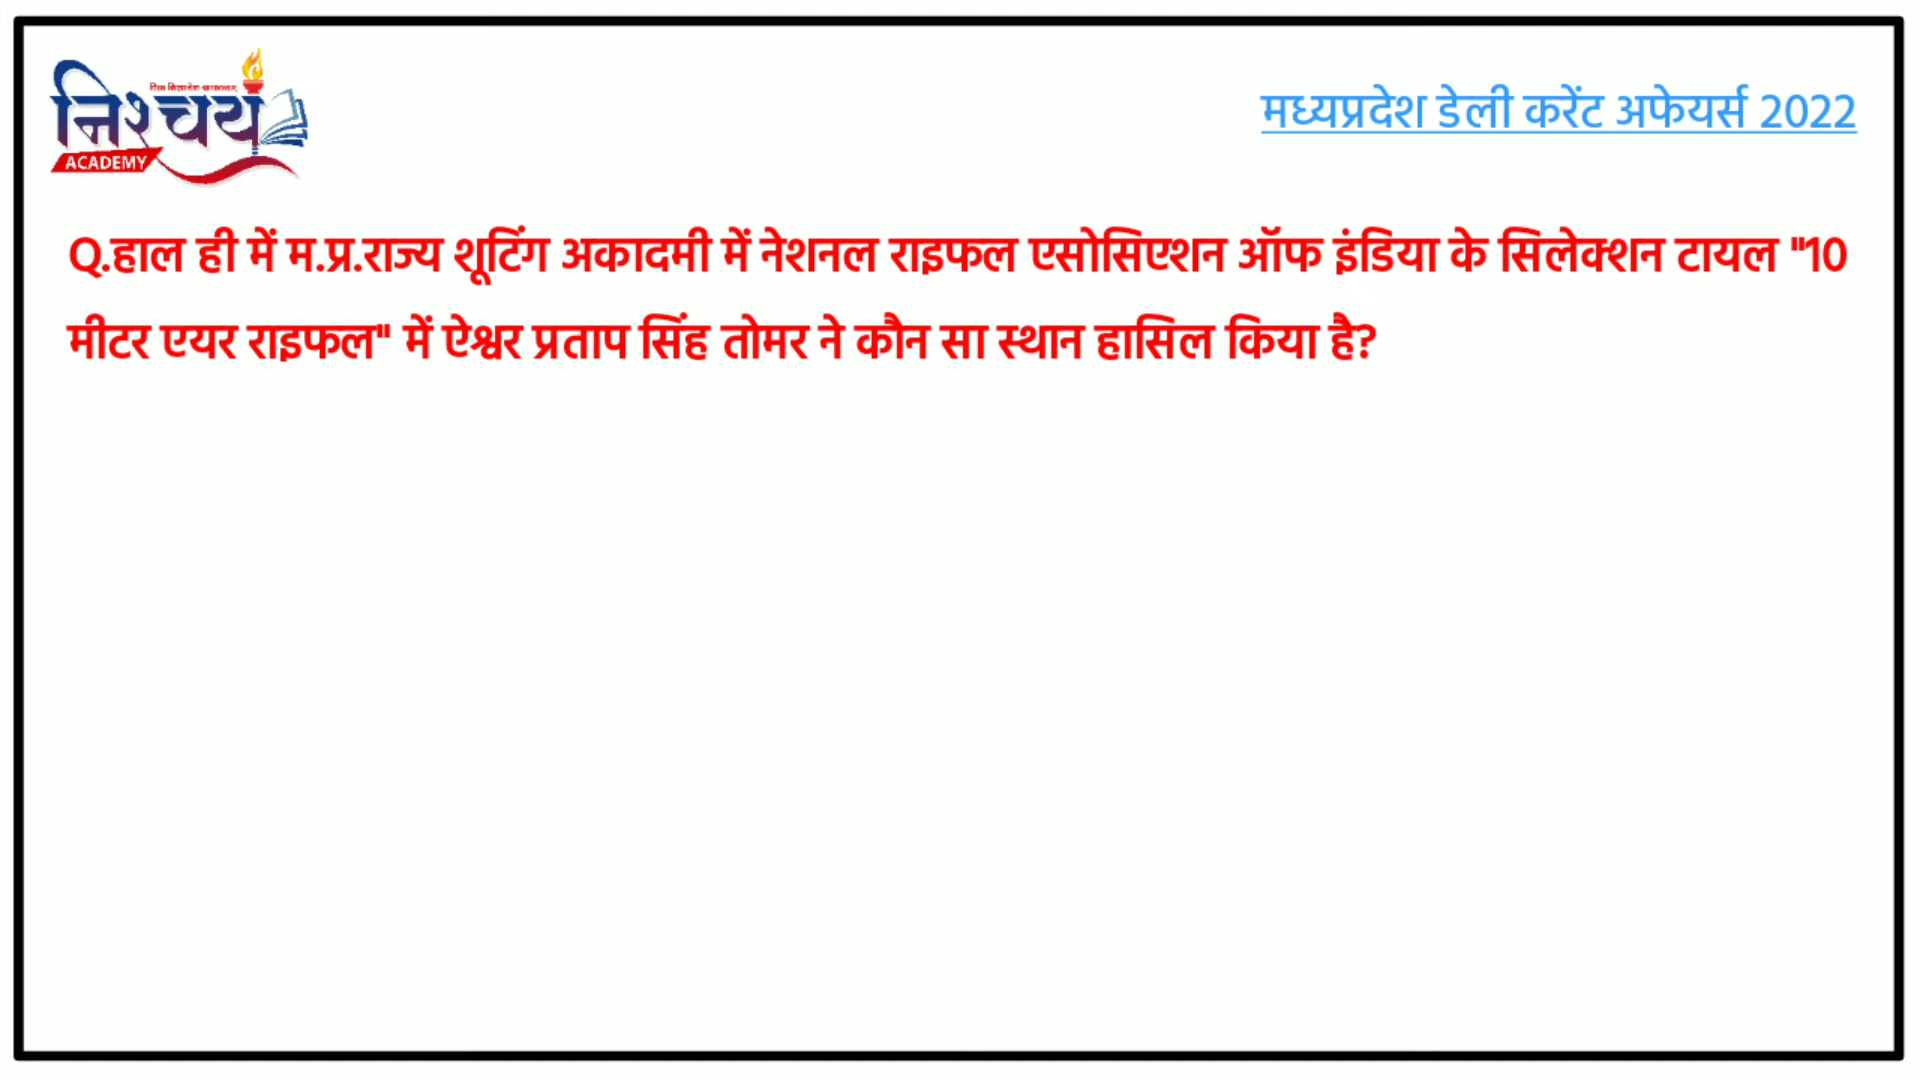 निश्चय
ACADEMY
मध्यप्रदेश डेली करेंट अफेयर्स 2022
Q.हाल ही में म.प्र.राज्य शूटिंग अकादमी में नेशनल राइफल एसोसिएशन ऑफ इंडिया के सिलेक्शन टायल "10
मीटर एयर राइफल" में ऐश्वर प्रताप सिंह तोमर ने कौन सा स्थान हासिल किया है?